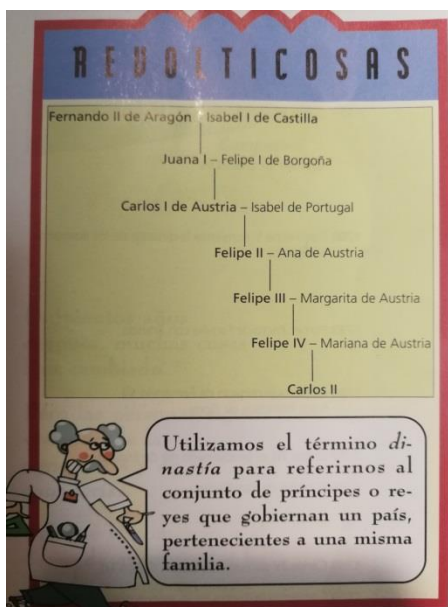 REVOLTICOSAS
Fernando II de Aragón Isabel I de Castilla
Juana I – Felipe I de Borgoña
Carlos I de Austria – Isabel de Portugal
Felipe II – Ana de Austria
Felipe III – Margarita de Austria
Felipe IV – Mariana de Austria
Carlos II
Utilizamos el término di-
nastía para referirnos al
conjunto de príncipes o re-
yes que gobiernan un país,
pertenecientes a una misma
familia.